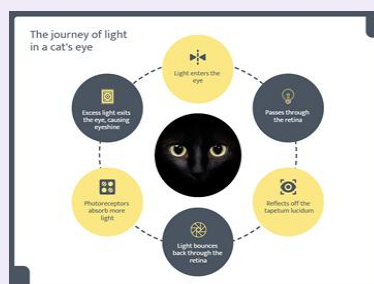 The journey of light
in a cat's eye
Light enters the
eye
Passes through
the retina
Reflects off the
tapetum lucidum
Light bounces
back through the
retina
Photoreceptors
absorb more
light
Excess light exits
the eye, causing
eyeshine